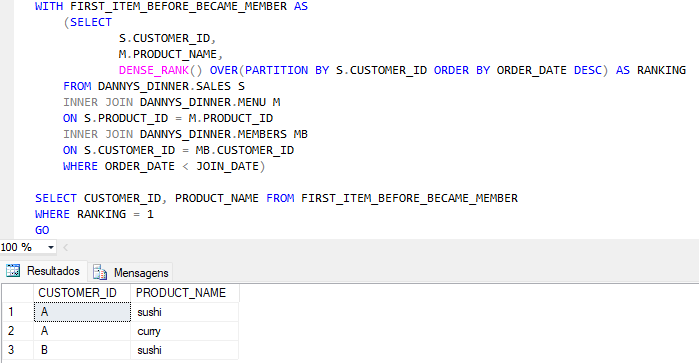 WITH FIRST_ITEM_BEFORE_BECAME_MEMBER AS
(SELECT
S.CUSTOMER_ID,
M.PRODUCT_NAME,
DENSE_RANK() OVER(PARTITION BY S.CUSTOMER_ID ORDER BY ORDER_DATE DESC) AS RANKING
FROM DANNYS_DINNER.SALES S
INNER JOIN DANNYS_DINNER.MENU M
ON S.PRODUCT_ID = M.PRODUCT_ID
INNER JOIN DANNYS_DINNER.MEMBERS MB
ON S.CUSTOMER_ID = MB.CUSTOMER_ID
WHERE ORDER_DATE < JOIN_DATE)
SELECT CUSTOMER_ID, PRODUCT_NAME FROM FIRST_ITEM_BEFORE_BECAME_MEMBER
WHERE RANKING = 1
GO
100 %
Resultados Mensagens
CUSTOMER_ID PRODUCT_NAME
1 A sushi
2 A curry
3 B sushi